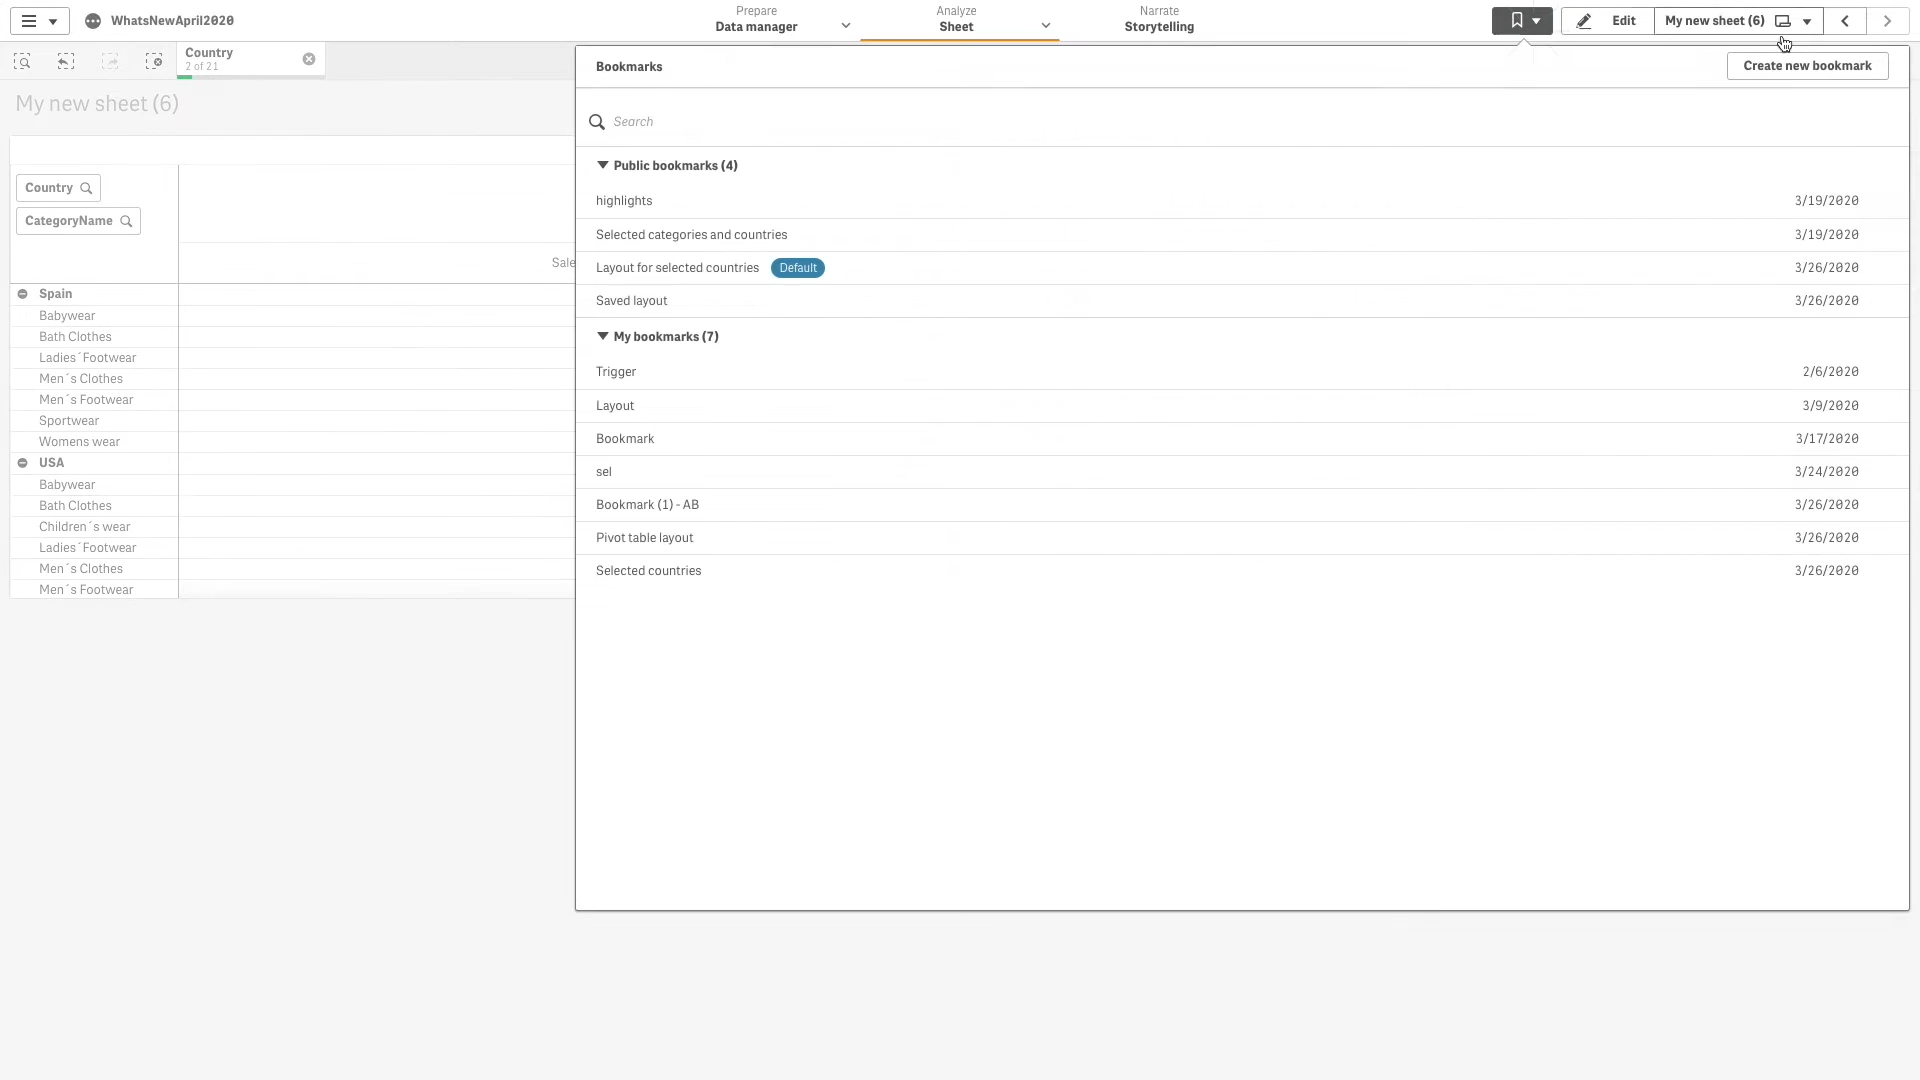 WhatsNewApril2020
Prepare
Data manager
Analyze
Sheet
Narrate
Storytelling
Edit
My new sheet (6)
Country
2 of 21
My new sheet (6)
Country
CategoryName
Sale
Spain
Babywear
Bath Clothes
Ladies´Footwear
Men´s Clothes
Men´s Footwear
Sportwear
Womens wear
USA
Babywear
Bath Clothes
Children´s wear
Ladies´Footwear
Men´s Clothes
Men´s Footwear
Bookmarks
Create new bookmark
Search
Public bookmarks (4)
highlights 3/19/2020
Selected categories and countries 3/19/2020
Layout for selected countries Default 3/26/2020
Saved layout 3/26/2020
My bookmarks (7)
Trigger 2/6/2020
Layout 3/9/2020
Bookmark 3/17/2020
sel 3/24/2020
Bookmark (1) - AB 3/26/2020
Pivot table layout 3/26/2020
Selected countries 3/26/2020